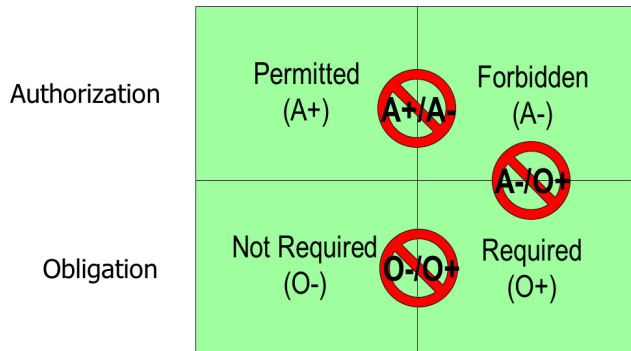 Authorization
Permitted
(A+)
A+/A-
Forbidden
(A-)
A-/O+
Obligation
Not Required
(O-)
O-/O+
Required
(O+)